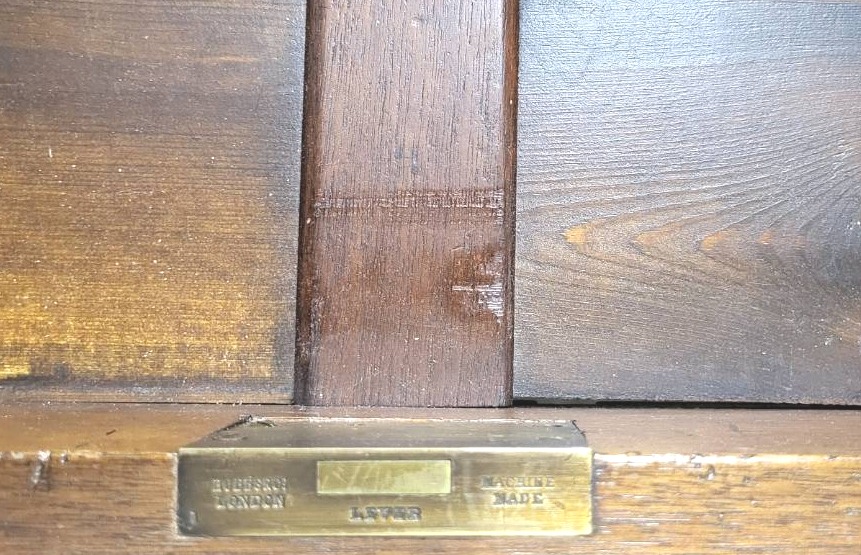 HOBBS & CO
LONDON
LEVER
MACHINE
MADE